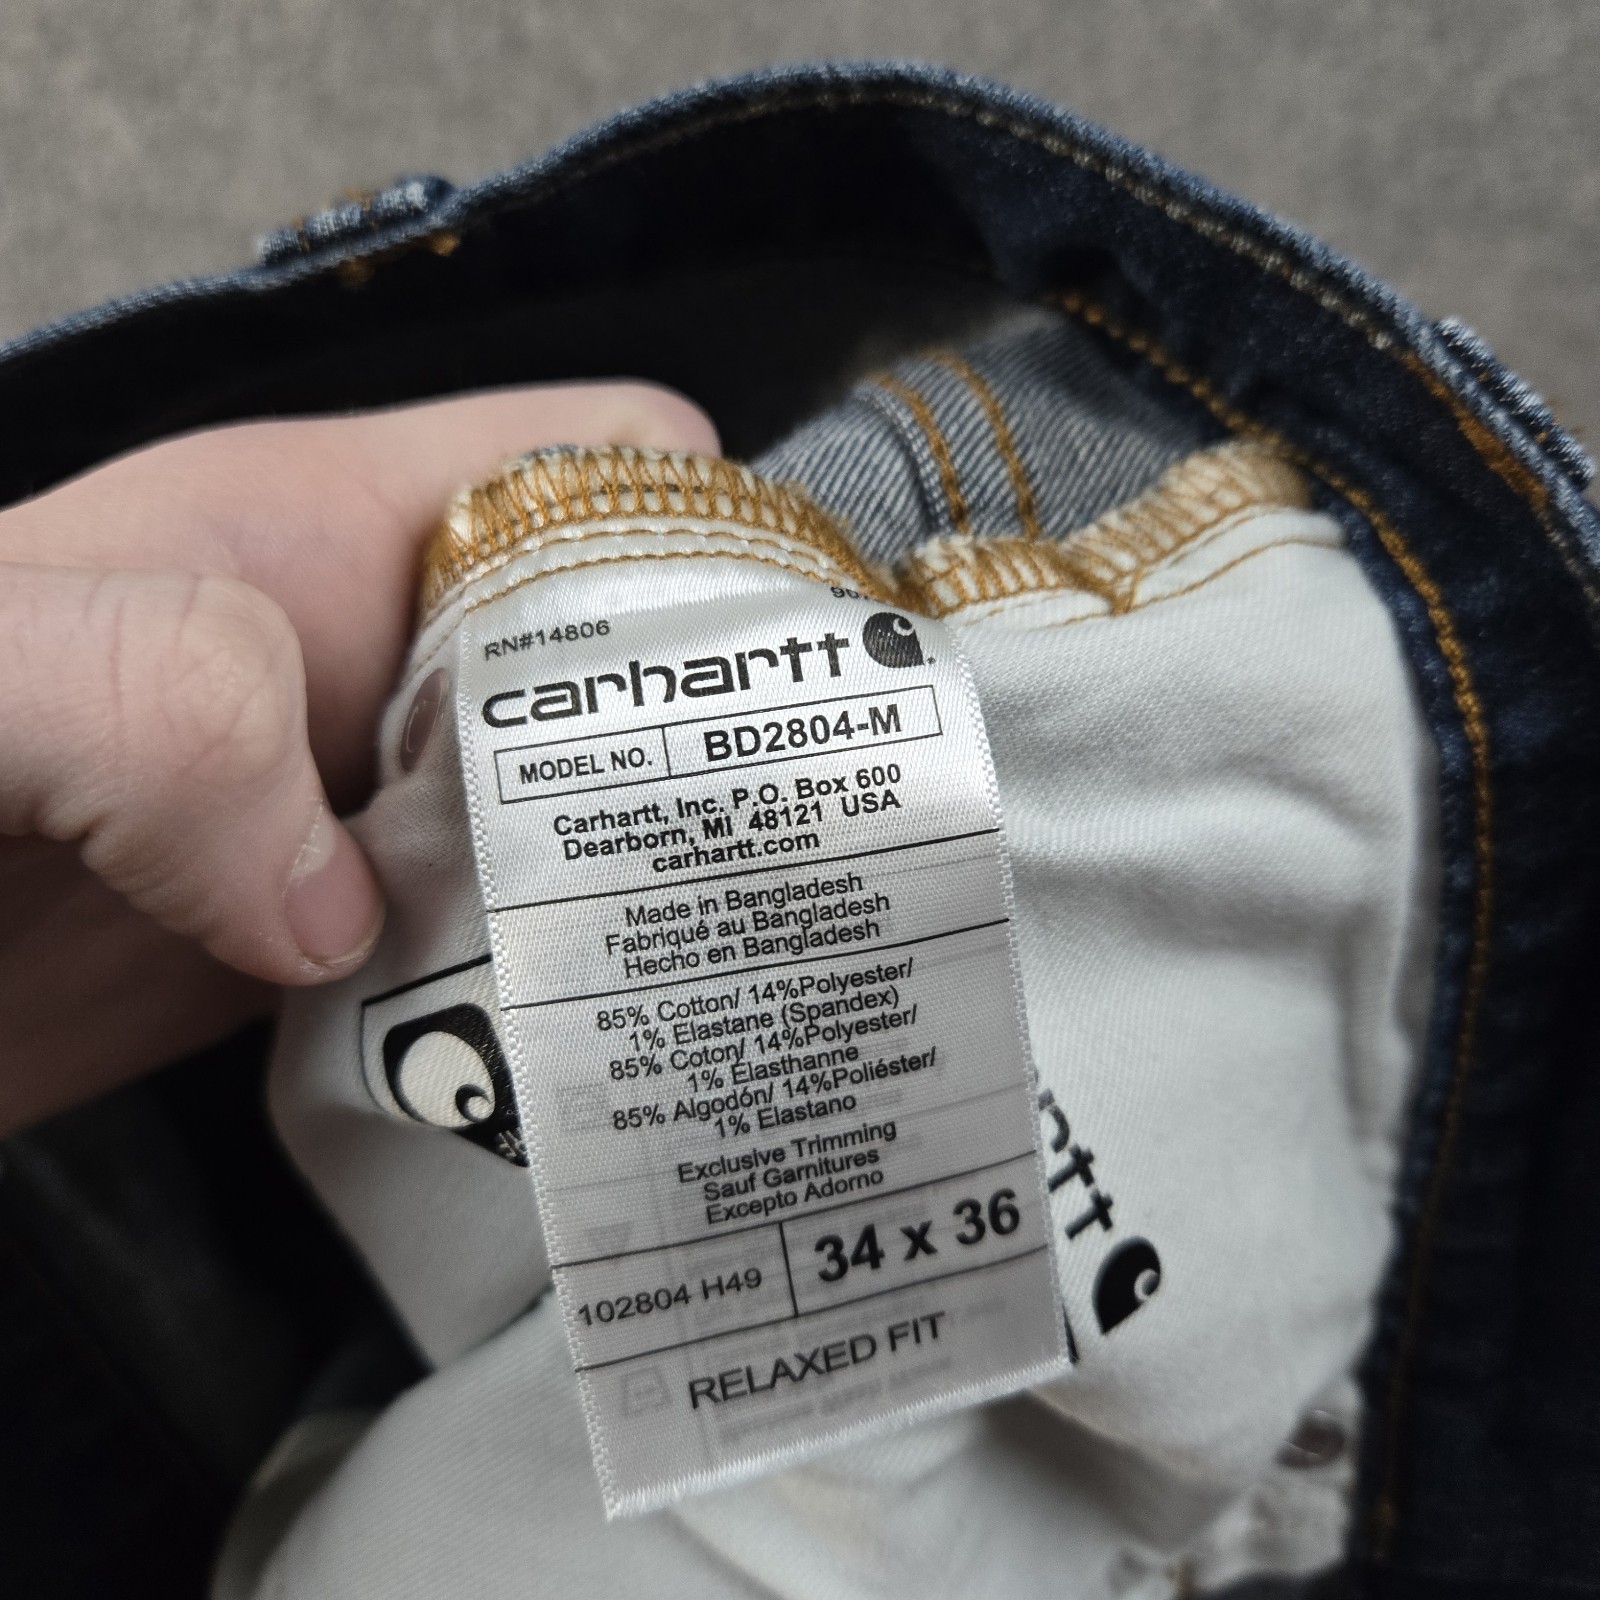 RN#14806
carhartt
MODEL NO. BD2804-M
Carhartt, Inc. P.O. Box 600
Dearborn, MI 48121 USA
carhartt.com
Made in Bangladesh
Fabriqué au Bangladesh
Hecho en Bangladesh
85% Cotton/ 14%Polyester/
1% Elastane (Spandex)
85% Coton/ 14%Polyester/
1% Elasthanne
85% Algodón/ 14%Poliéster/
1% Elastano
Exclusive Trimming
Sauf Garnitures
Excepto Adorno
102804 H49 34 x 36
RELAXED FIT